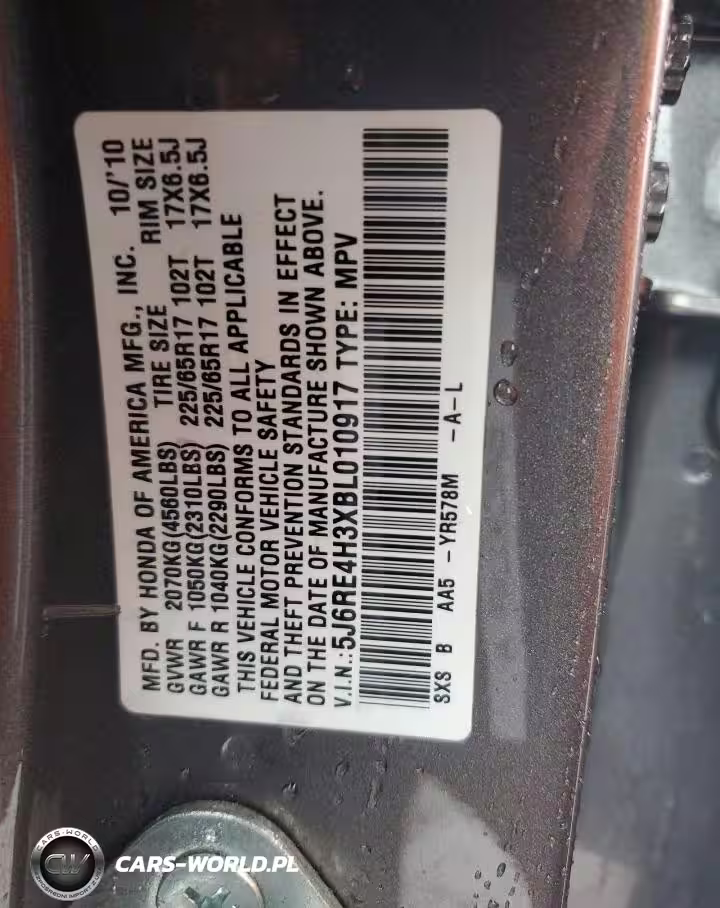 MFD. BY HONDA OF AMERICA MFG., INC. 10/'10
GVWR 2070KG(4560LBS) TIRE SIZE RIM SIZE
GAWR F 1050KG(2310LBS) 225/65R17 102T 17X6.5J
GAWR R 1040KG(2290LBS) 225/65R17 102T 17X6.5J
THIS VEHICLE CONFORMS TO ALL APPLICABLE
FEDERAL MOTOR VEHICLE SAFETY
AND THEFT PREVENTION STANDARDS IN EFFECT
ON THE DATE OF MANUFACTURE SHOWN ABOVE.
V.I.N.:5J6RE4H3XBL010917 TYPE: MPV
SXS B AA5 -YR578M -A-L
CARS-WORLD
CW
CARS-WORLD.PL